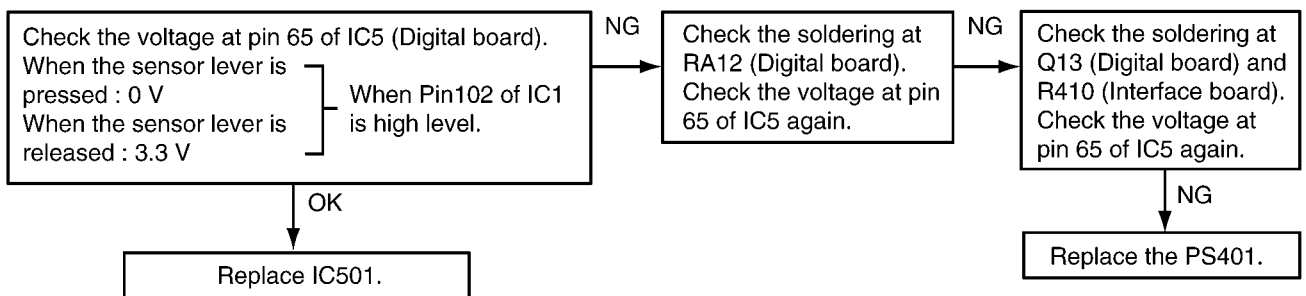 Check the voltage at pin 65 of IC5 (Digital board).
When the sensor lever is
pressed : 0 V
When the sensor lever is
released : 3.3 V
When Pin102 of IC1
is high level.
NG
Check the soldering at
RA12 (Digital board).
Check the voltage at pin
65 of IC5 again.
NG
Check the soldering at
Q13 (Digital board) and
R410 (Interface board).
Check the voltage at
pin 65 of IC5 again.
OK
NG
Replace IC501.
Replace the PS401.